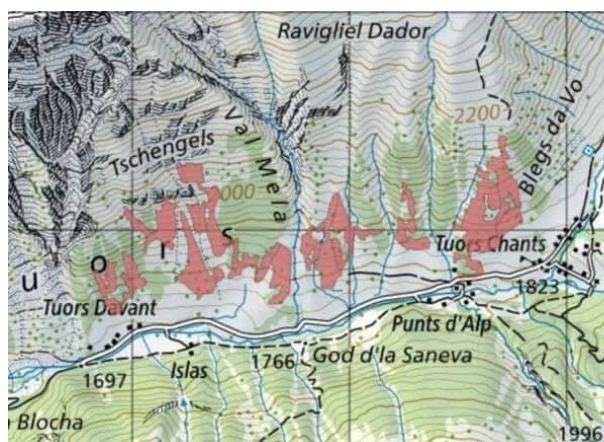 Ravigliel Dador
Val Mela
Tschengels
2200
000
Blegs da Vo
u o i s
Tuors Chants
1823
Tuors Davant
Punts d'Alp
1766
God d'la Saneva
1697
Islas
Blocha
1996